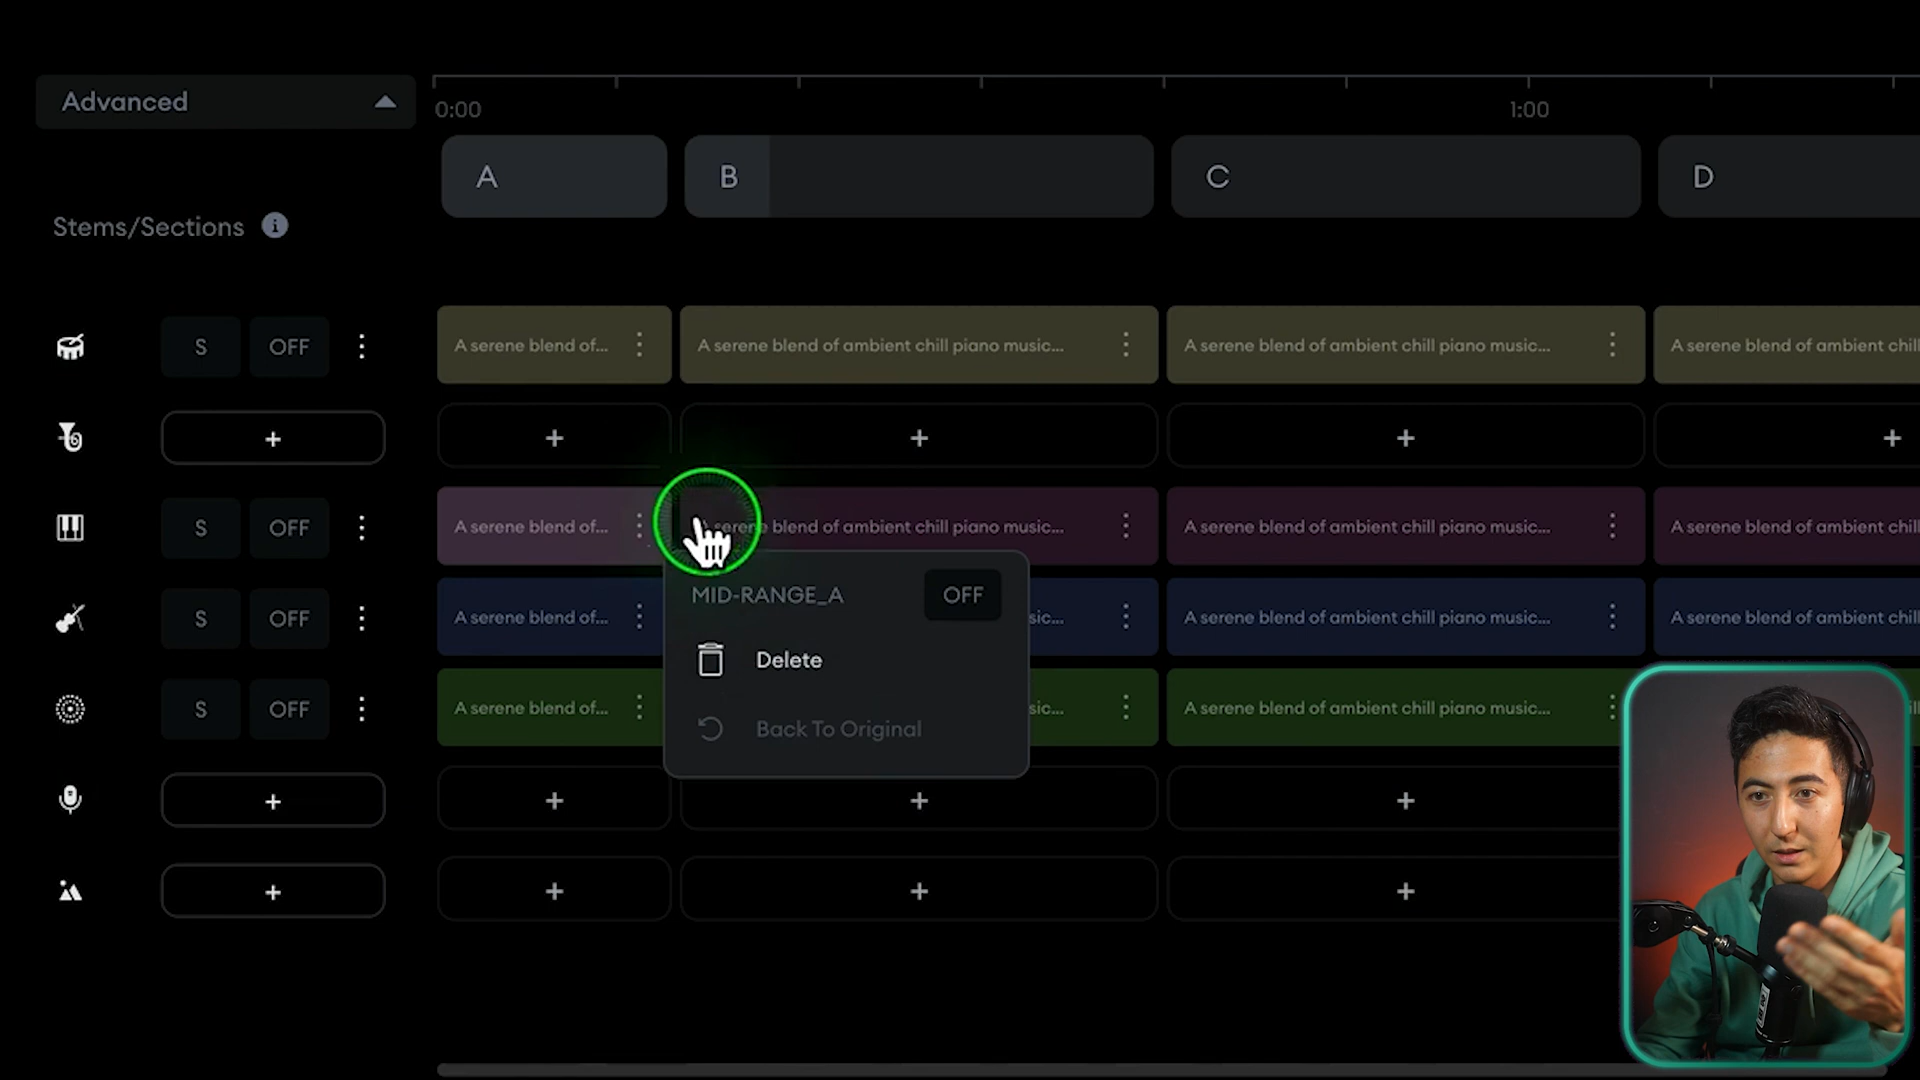 Advanced
0:00
1:00
A
B
C
D
Stems/Sections
S OFF
A serene blend of...
A serene blend of ambient chill piano music...
A serene blend of ambient chill piano music...
A serene blend of ambient chill
S OFF
A serene blend of...
serene blend of ambient chill piano music...
A serene blend of ambient chill piano music...
A serene blend of ambient chill
MID-RANGE_A OFF
Delete
Back To Original
S OFF
A serene blend of...
sic...
A serene blend of ambient chill piano music...
A serene blend of ambient chill
S OFF
A serene blend of...
sic...
A serene blend of ambient chill piano music...